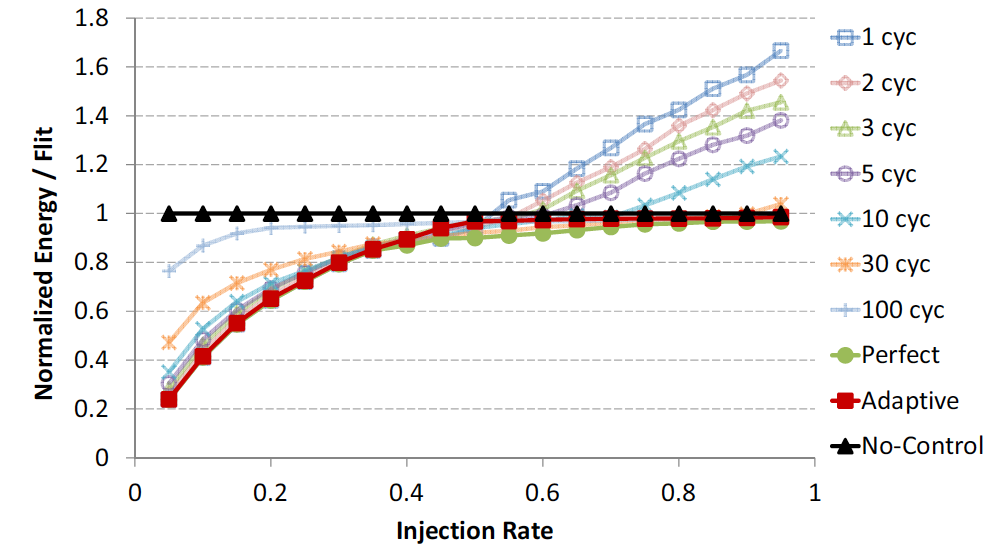 1.8
1.6
1.4
1.2
1
0.8
0.6
0.4
0.2
0
Normalized Energy / Flit
0 0.2 0.4 0.6 0.8 1
Injection Rate
1 cyc
2 cyc
3 cyc
5 cyc
10 cyc
30 cyc
100 cyc
Perfect
Adaptive
No-Control